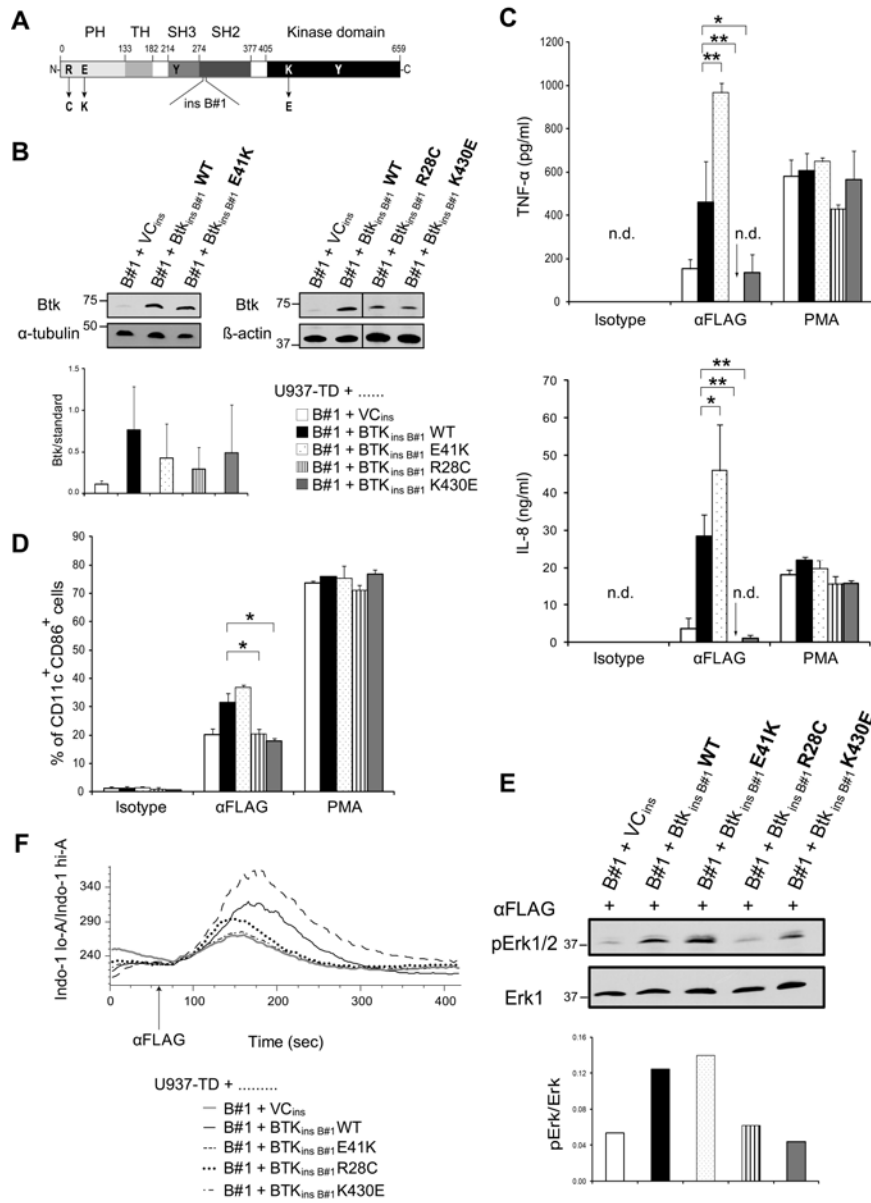 A
PH TH SH3 SH2 Kinase domain
0 133 182 214 274 377 405 659
N- R E Y K Y -C
C K ins B#1 E
B
B#1 + VCins
B#1 + Btkins B#1 WT
B#1 + Btkins B#1 E41K
Btk 75
α-tubulin 50
B#1 + VCins
B#1 + Btkins B#1 WT
B#1 + Btkins B#1 R28C
B#1 + Btkins B#1 K430E
Btk 75
ß-actin 37
Btk/standard
1.5
1.0
0.5
0.0
U937-TD + ......
B#1 + VCins
B#1 + BTKins B#1 WT
B#1 + BTKins B#1 E41K
B#1 + BTKins B#1 R28C
B#1 + BTKins B#1 K430E
C
TNF-α (pg/ml)
1200
1000
800
600
400
200
0
*
**
**
n.d. n.d.
Isotype αFLAG PMA
IL-8 (ng/ml)
70
60
50
40
30
20
10
0
**
**
*
n.d. n.d.
Isotype αFLAG PMA
D
% of CD11c+ CD86+ cells
90
80
70
60
50
40
30
20
10
0
*
*
Isotype αFLAG PMA
E
B#1 + VCins
B#1 + Btk ins B#1 WT
B#1 + Btk ins B#1 E41K
B#1 + Btk ins B#1 R28C
B#1 + Btk ins B#1 K430E
αFLAG + + + + +
pErk1/2 37
Erk1 37
pErk/Erk
0.16
0.12
0.08
0.04
0.00
F
Indo-1 lo-A/Indo-1 hi-A
340
290
240
0 100 200 300 400
αFLAG
Time (sec)
U937-TD + .........
B#1 + VCins
B#1 + BTKins B#1 WT
B#1 + BTKins B#1 E41K
B#1 + BTKins B#1 R28C
B#1 + BTKins B#1 K430E